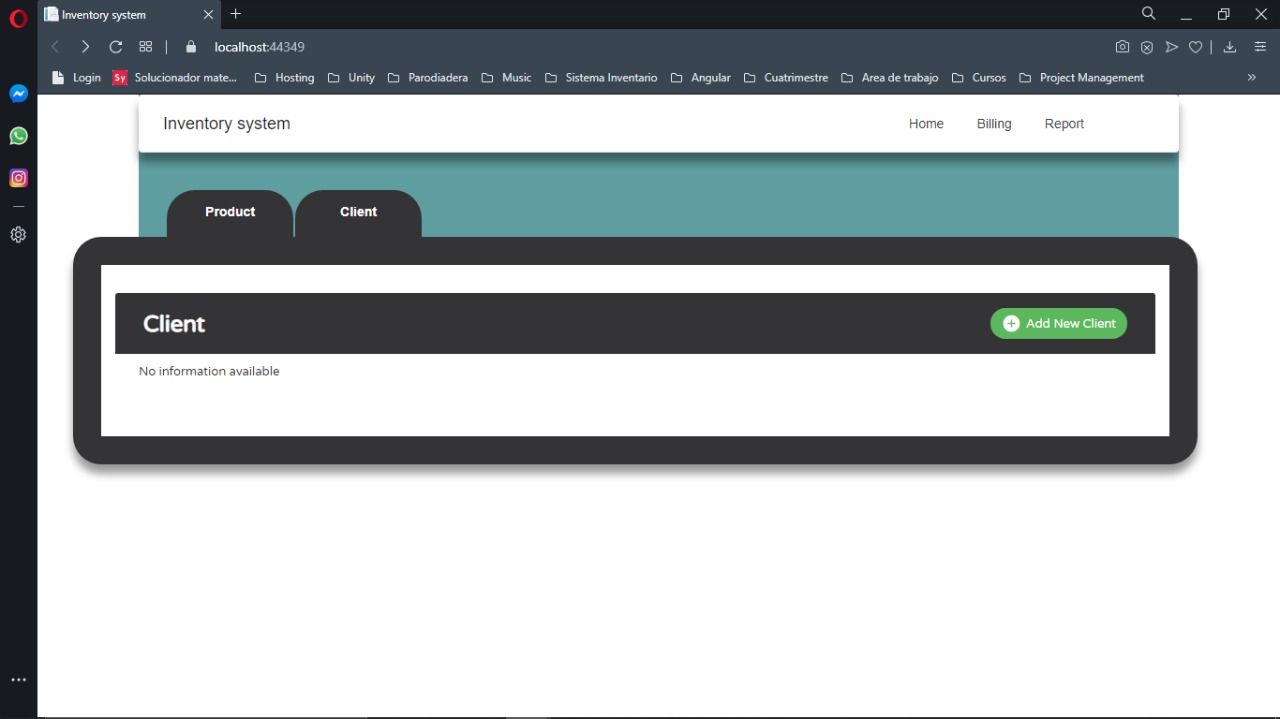 Inventory system
localhost:44349
Login Sy Solucionador mate... Hosting Unity Parodiadera Music Sistema Inventario Angular Cuatrimestre Area de trabajo Cursos Project Management »
Inventory system Home Billing Report
Product Client
Client Add New Client
No information available